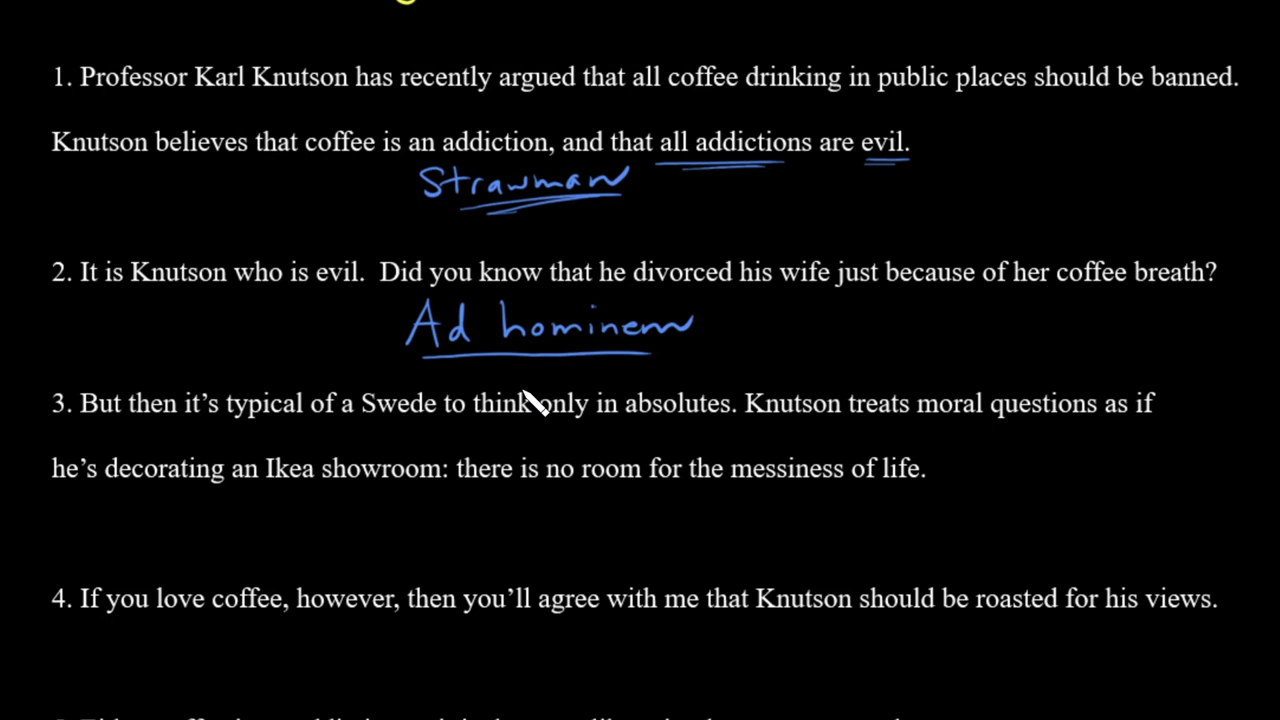 1. Professor Karl Knutson has recently argued that all coffee drinking in public places should be banned.
Knutson believes that coffee is an addiction, and that all addictions are evil.
Strawman
2. It is Knutson who is evil.  Did you know that he divorced his wife just because of her coffee breath?
Ad hominem
3. But then it’s typical of a Swede to think only in absolutes. Knutson treats moral questions as if
he’s decorating an Ikea showroom: there is no room for the messiness of life.
4. If you love coffee, however, then you’ll agree with me that Knutson should be roasted for his views.